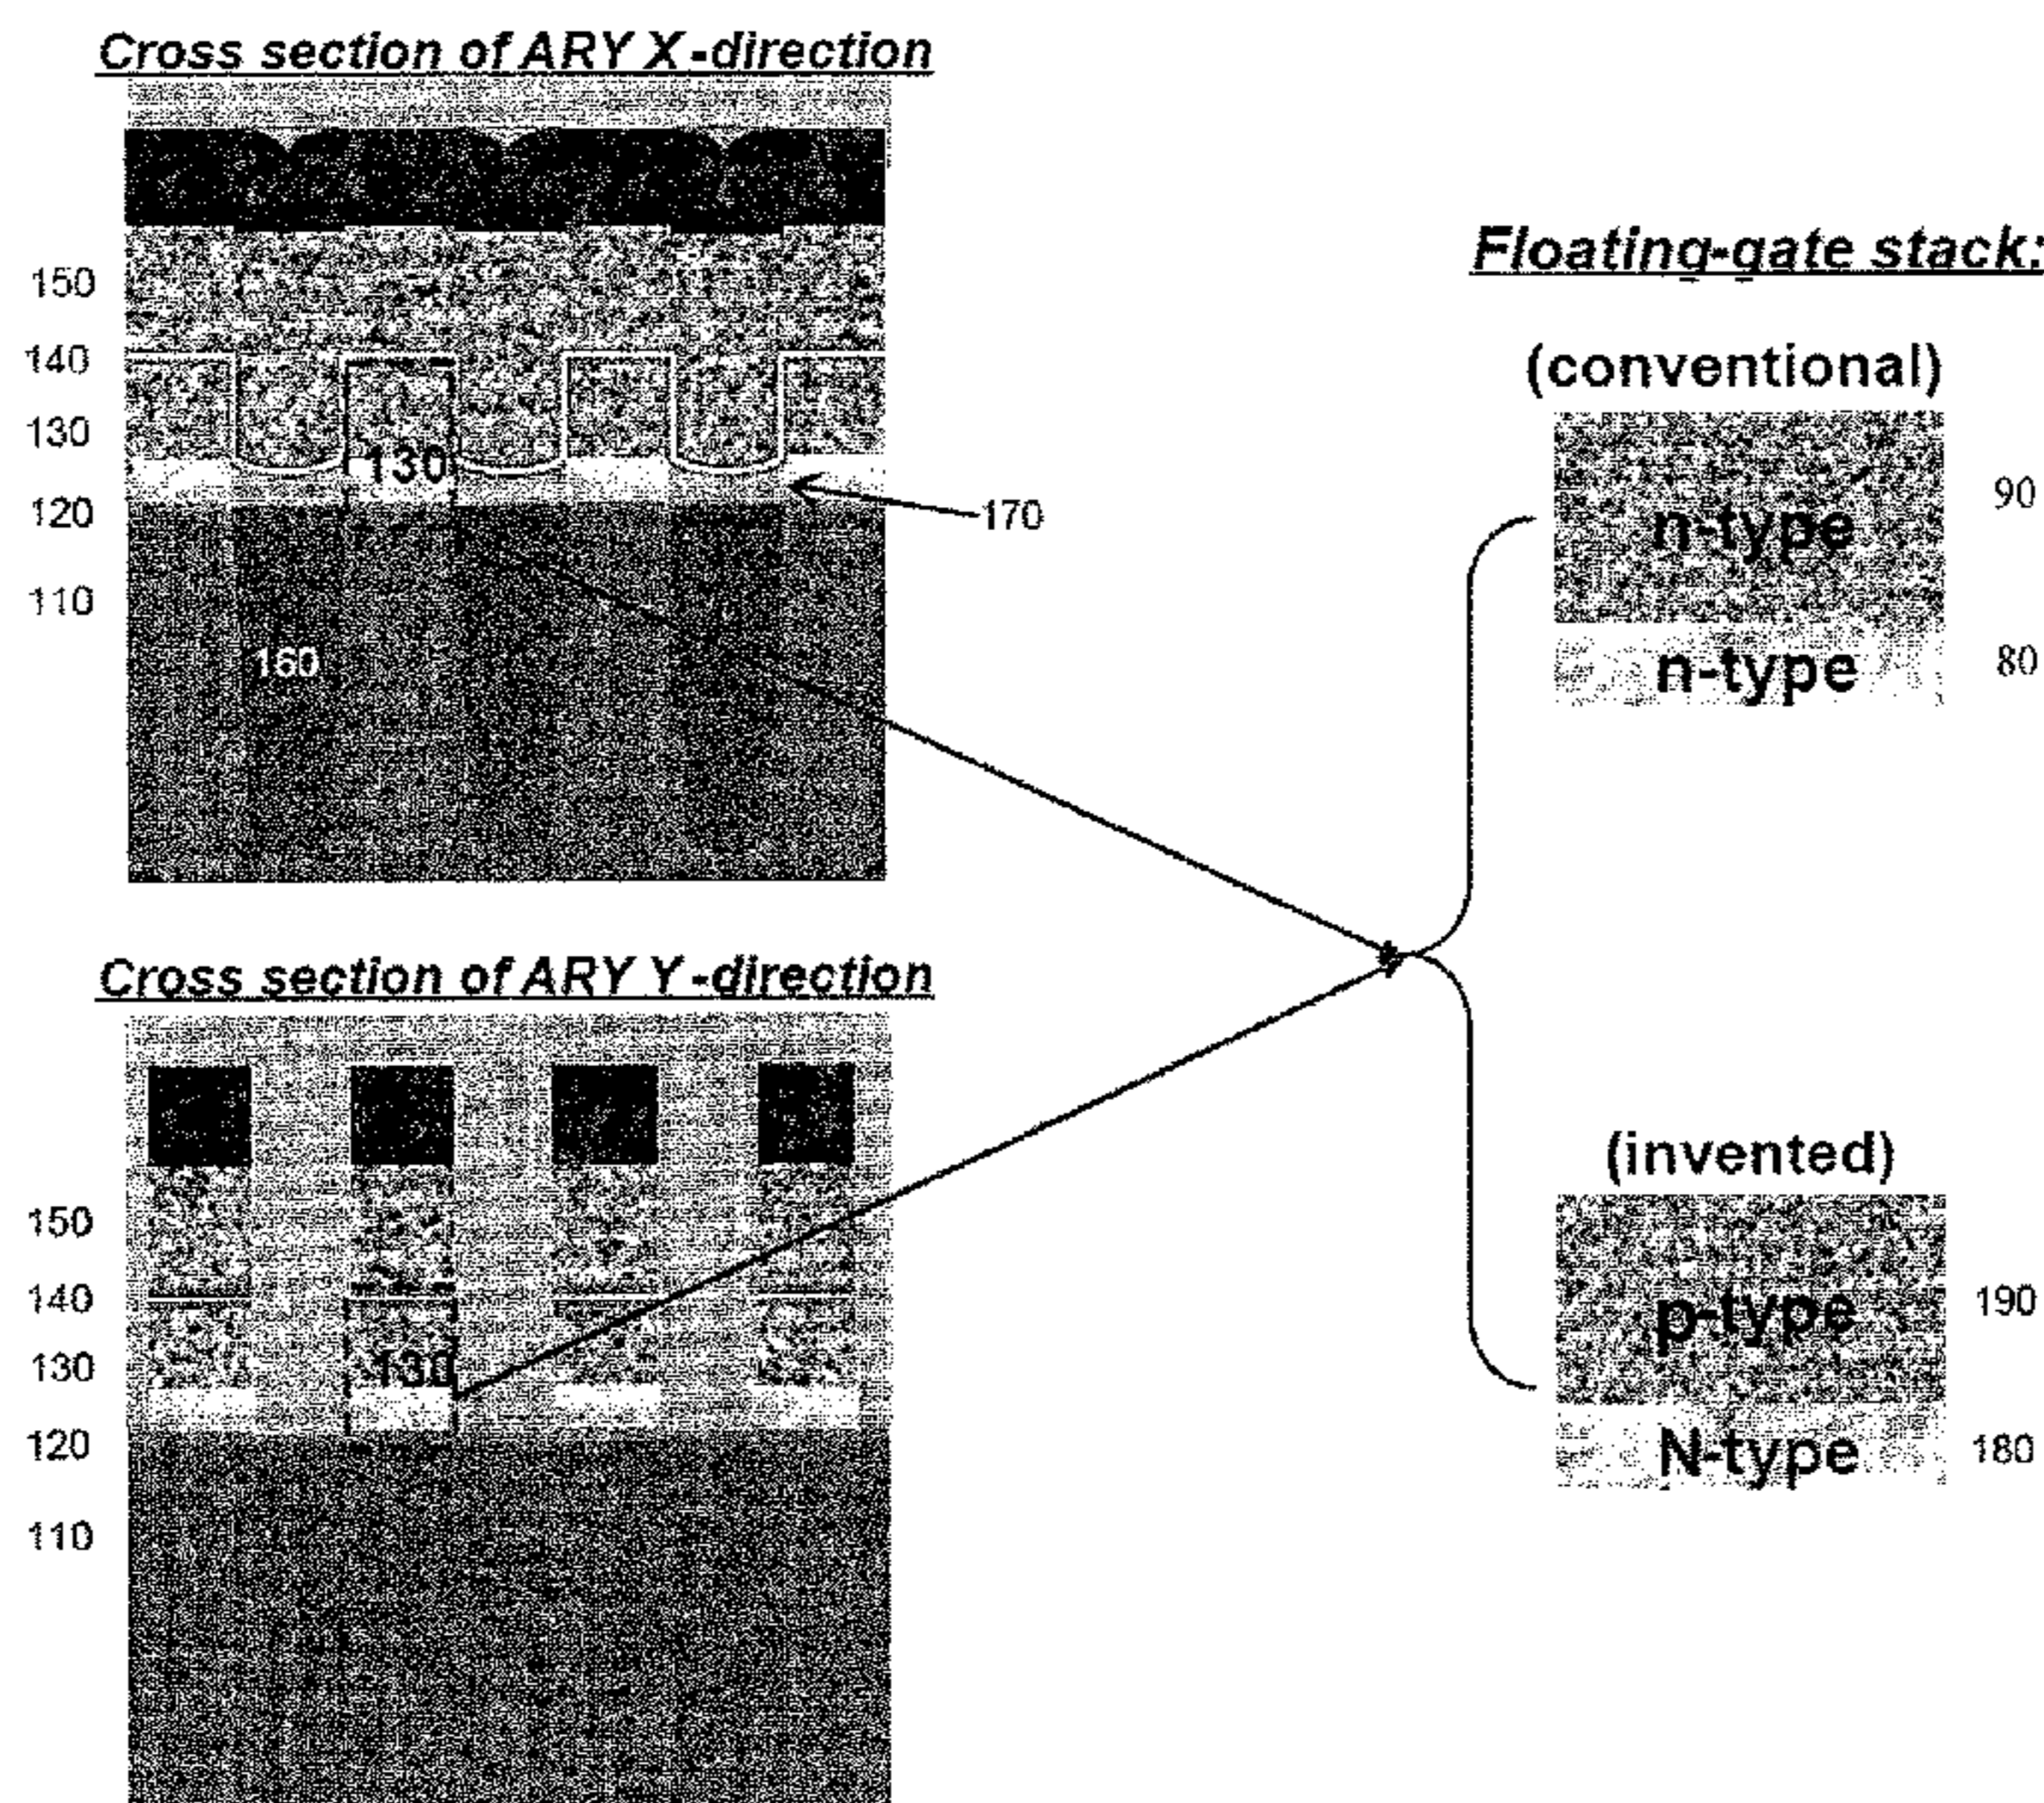 Cross section of ARY X-direction
150
140
130
130
120
170
110
160
Cross section of ARY Y-direction
150
140
130
130
120
110
Floating-gate stack:
(conventional)
n-type
90
n-type
80
(invented)
p-type
190
N-type
180